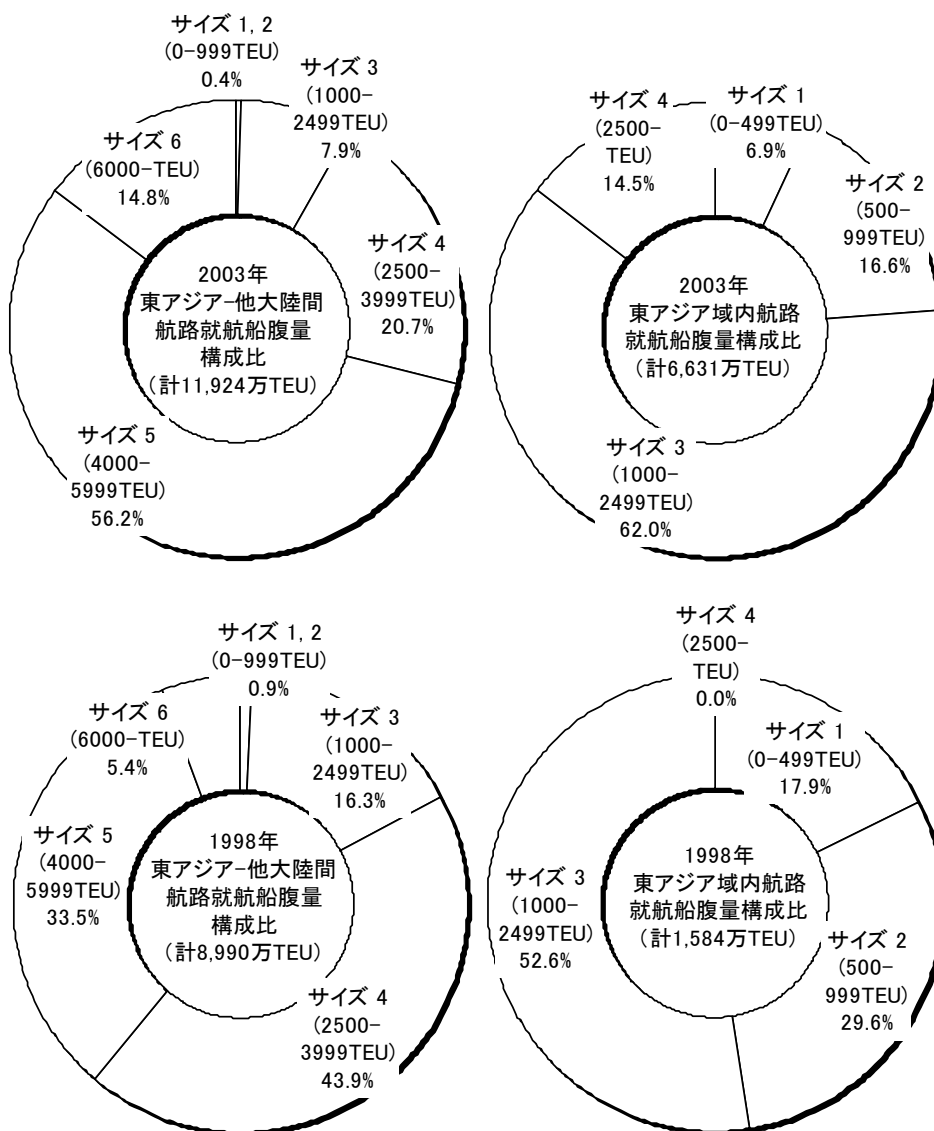 サイズ 1, 2
(0-999TEU)
0.4%
サイズ 3
(1000-
2499TEU)
7.9%
サイズ 4
(2500-
3999TEU)
20.7%
サイズ 5
(4000-
5999TEU)
56.2%
サイズ 6
(6000-TEU)
14.8%
2003年
東アジア-他大陸間
航路就航船腹量
構成比
(計11,924万TEU)
サイズ 1
(0-499TEU)
6.9%
サイズ 2
(500-
999TEU)
16.6%
サイズ 3
(1000-
2499TEU)
62.0%
サイズ 4
(2500-
TEU)
14.5%
2003年
東アジア域内航路
就航船腹量構成比
(計6,631万TEU)
サイズ 1, 2
(0-999TEU)
0.9%
サイズ 3
(1000-
2499TEU)
16.3%
サイズ 4
(2500-
3999TEU)
43.9%
サイズ 5
(4000-
5999TEU)
33.5%
サイズ 6
(6000-TEU)
5.4%
1998年
東アジア-他大陸間
航路就航船腹量
構成比
(計8,990万TEU)
サイズ 4
(2500-
TEU)
0.0%
サイズ 1
(0-499TEU)
17.9%
サイズ 2
(500-
999TEU)
29.6%
サイズ 3
(1000-
2499TEU)
52.6%
1998年
東アジア域内航路
就航船腹量構成比
(計1,584万TEU)